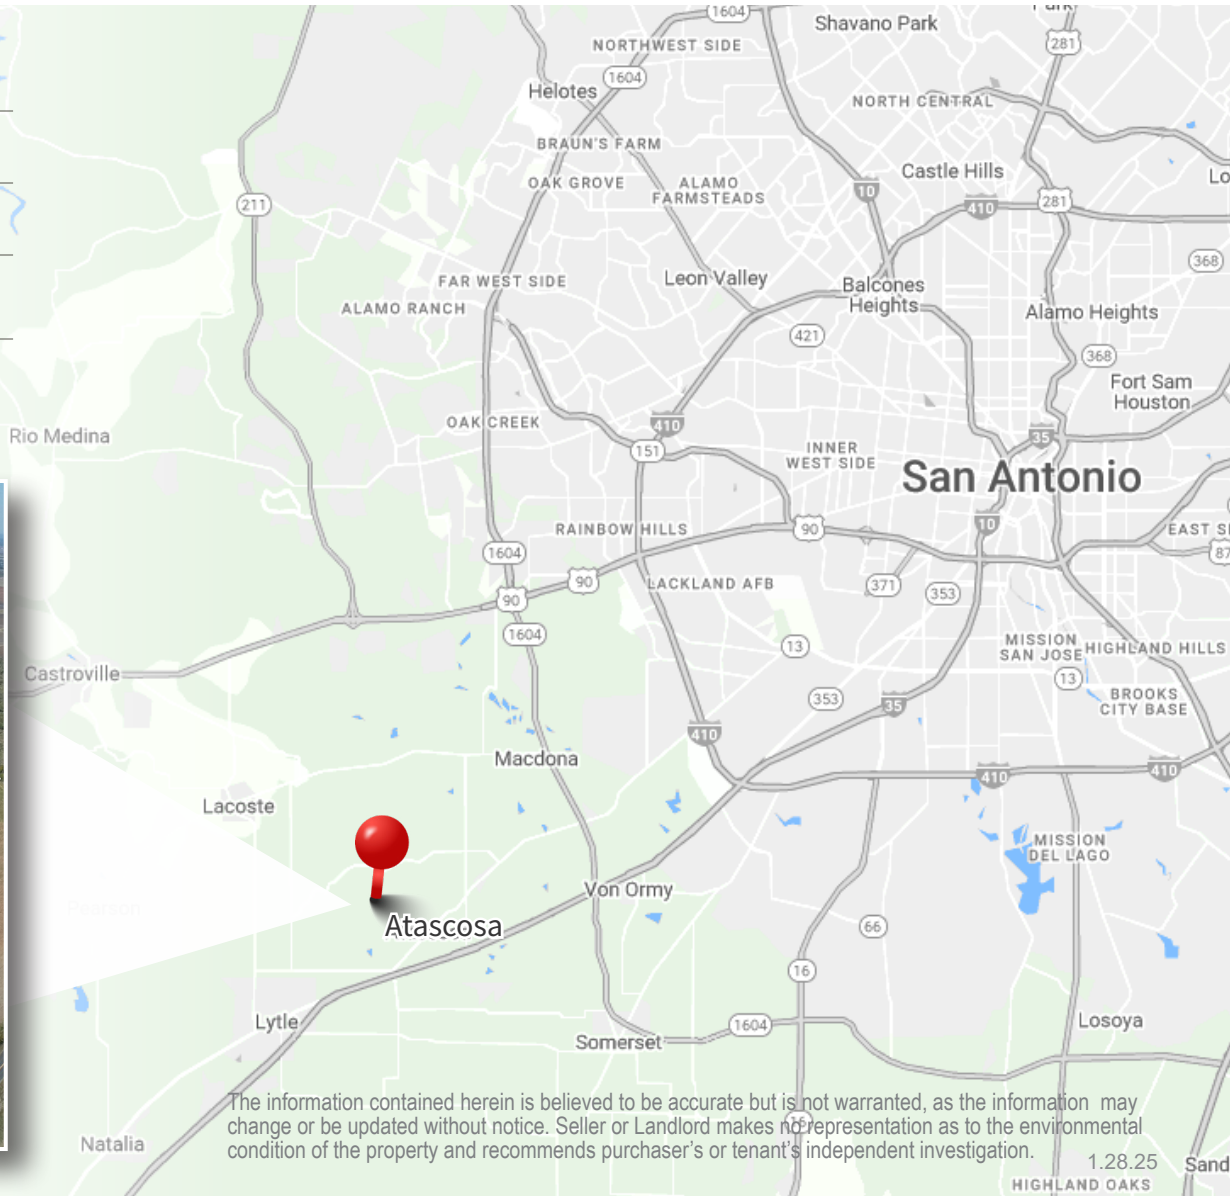 1604
Park
Shavano Park
281
NORTHWEST SIDE
1604
Helotes
NORTH CENTRAL
BRAUN'S FARM
Castle Hills
Lo
OAK GROVE
ALAMO
FARMSTEADS
10
211
410
281
368
FAR WEST SIDE
Leon Valley
Balcones
Heights
ALAMO RANCH
Alamo Heights
421
368
Fort Sam
Houston
OAK CREEK
410
35
Rio Medina
151
INNER
WEST SIDE
San Antonio
10
RAINBOW HILLS
90
EAST S
87
1604
90
LACKLAND AFB
371
353
90
1604
13
MISSION
SAN JOSE
HIGHLAND HILLS
Castroville
13
353
35
BROOKS
CITY BASE
410
Macdona
410
410
Lacoste
MISSION
DEL LAGO
Von Ormy
Pearson
Atascosa
66
16
Lytle
1604
Losoya
Somerset
The information contained herein is believed to be accurate but is not warranted, as the information may
change or be updated without notice. Seller or Landlord makes no representation as to the environmental
condition of the property and recommends purchaser's or tenant's independent investigation.
16
Natalia
1.28.25
Sand
HIGHLAND OAKS